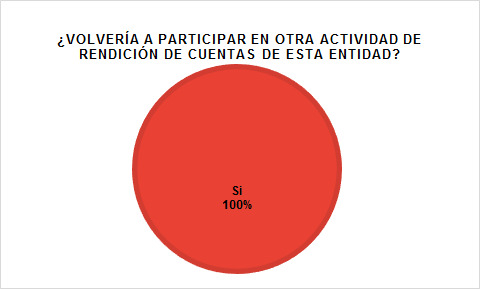 ¿VOLVERÍA A PARTICIPAR EN OTRA ACTIVIDAD DE
RENDICIÓN DE CUENTAS DE ESTA ENTIDAD?
Si
100%